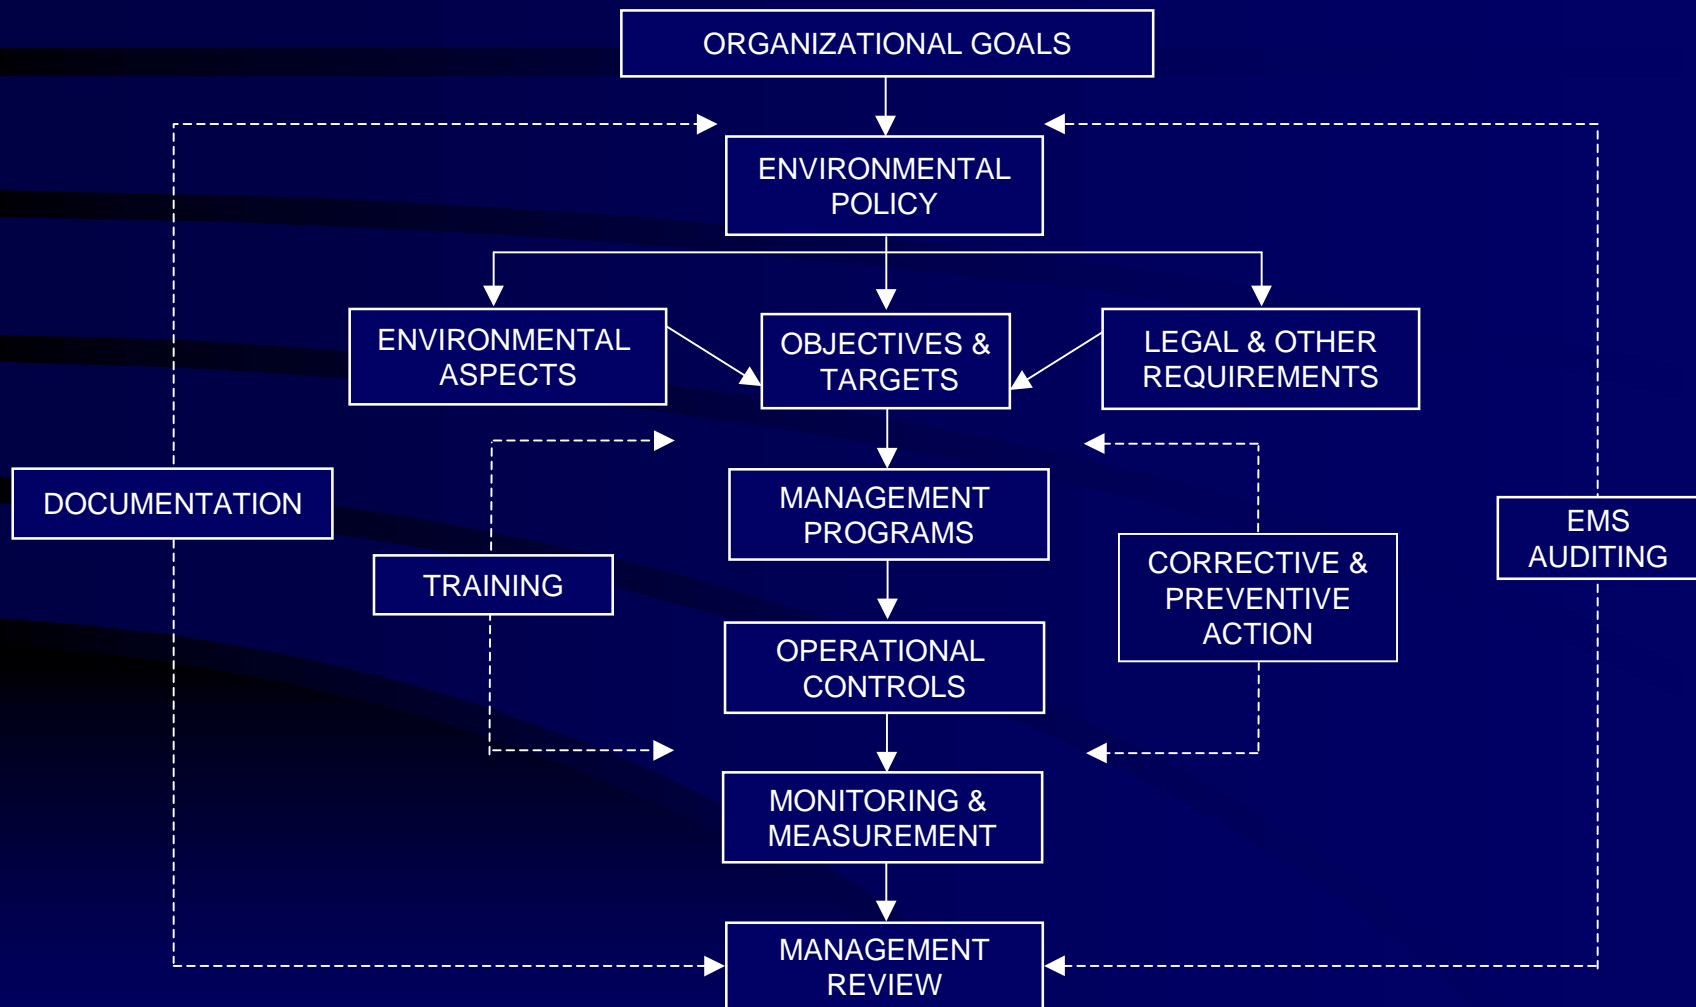 ORGANIZATIONAL GOALS
ENVIRONMENTAL
POLICY
ENVIRONMENTAL
ASPECTS
OBJECTIVES &
TARGETS
LEGAL & OTHER
REQUIREMENTS
DOCUMENTATION
MANAGEMENT
PROGRAMS
EMS
AUDITING
TRAINING
CORRECTIVE &
PREVENTIVE
ACTION
OPERATIONAL
CONTROLS
MONITORING &
MEASUREMENT
MANAGEMENT
REVIEW